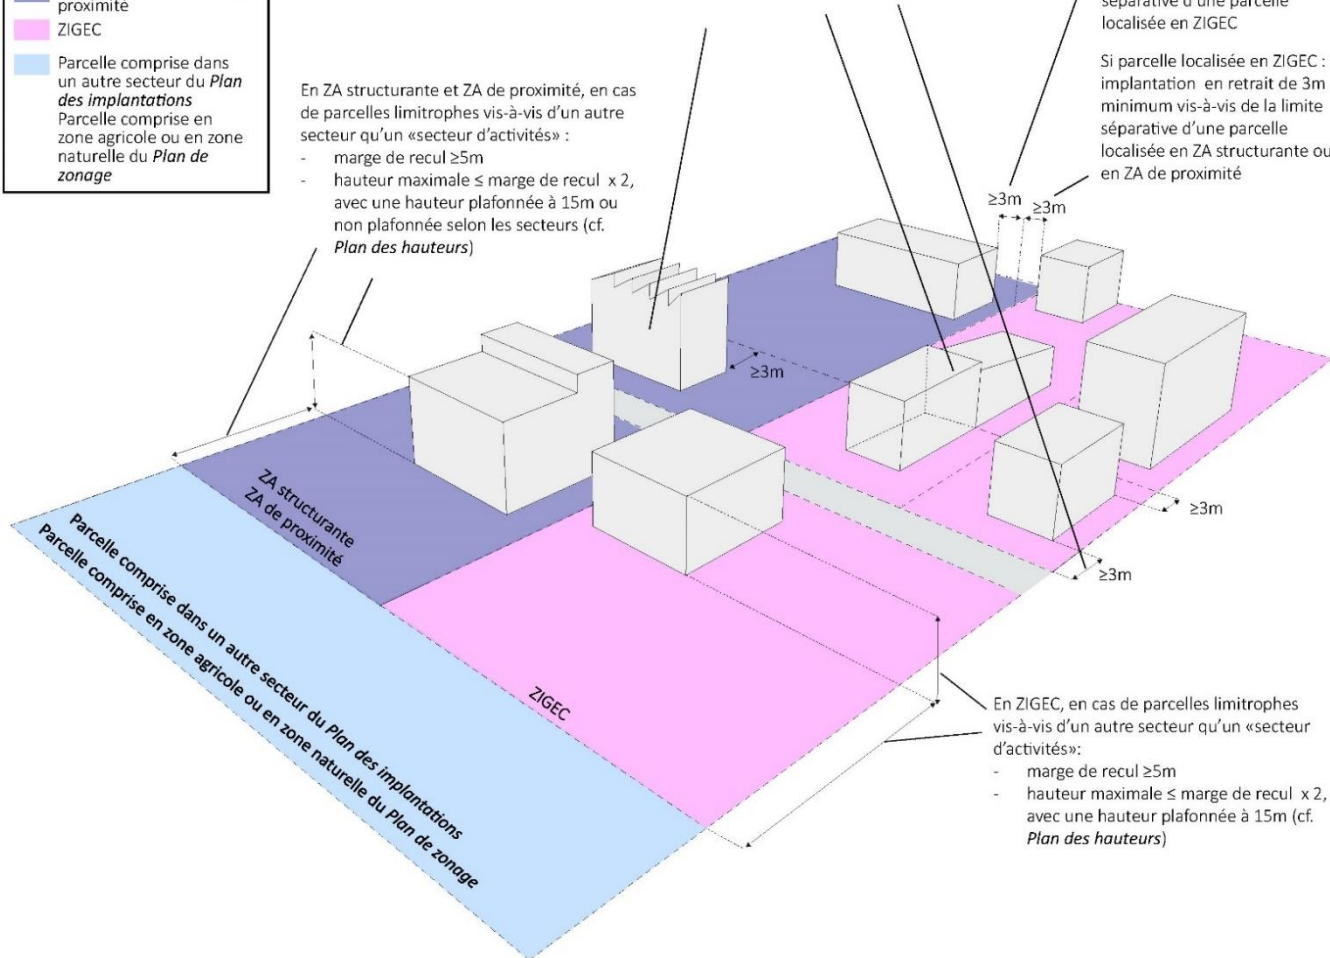 proximité
ZIGEC
Parcelle comprise dans
un autre secteur du Plan
des implantations
Parcelle comprise en
zone agricole ou en zone
naturelle du Plan de
zonage
En ZA structurante et ZA de proximité, en cas
de parcelles limitrophes vis-à-vis d’un autre
secteur qu’un «secteur d’activités» :
- marge de recul ≥5m
- hauteur maximale ≤ marge de recul x 2,
avec une hauteur plafonnée à 15m ou
non plafonnée selon les secteurs (cf.
Plan des hauteurs)
séparative d’une parcelle
localisée en ZIGEC
Si parcelle localisée en ZIGEC :
implantation en retrait de 3m
minimum vis-à-vis de la limite
séparative d’une parcelle
localisée en ZA structurante ou
en ZA de proximité
≥3m
≥3m
≥3m
≥3m
≥3m
ZA structurante
ZA de proximité
Parcelle comprise dans un autre secteur du Plan des implantations
Parcelle comprise en zone agricole ou en zone naturelle du Plan de zonage
ZIGEC
En ZIGEC, en cas de parcelles limitrophes
vis-à-vis d’un autre secteur qu’un «secteur
d’activités»:
- marge de recul ≥5m
- hauteur maximale ≤ marge de recul x 2,
avec une hauteur plafonnée à 15m (cf.
Plan des hauteurs)